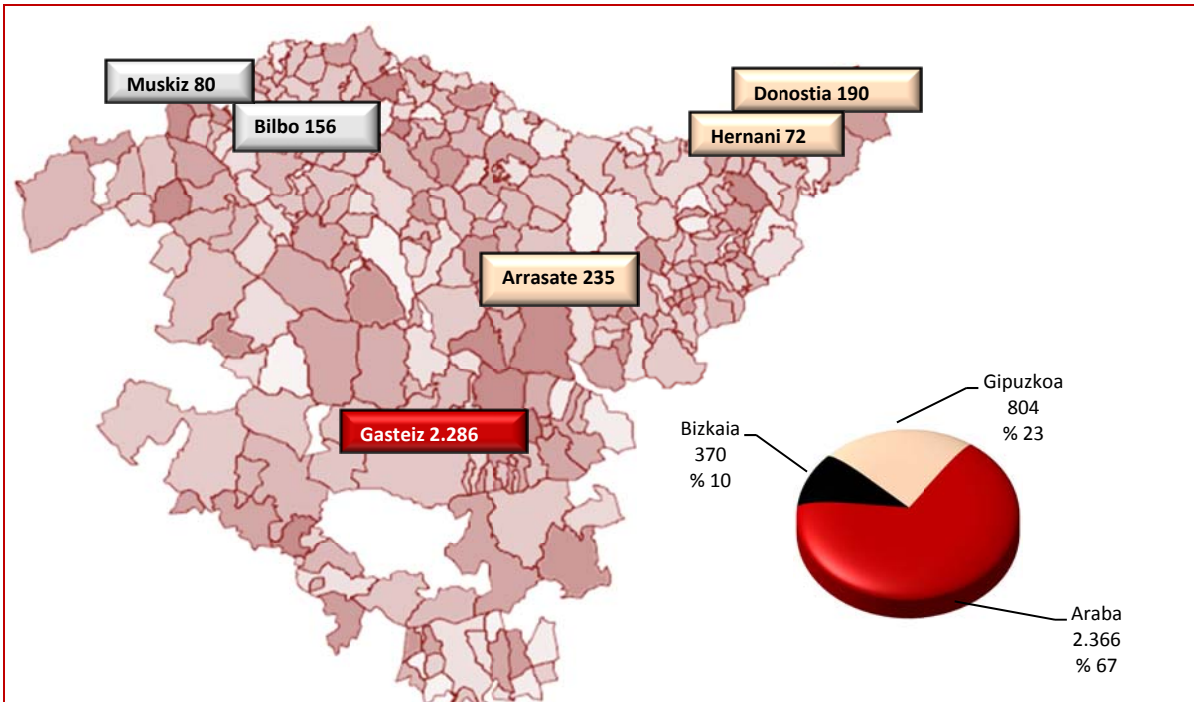 Muskiz 80
Bilbo 156
Donostia 190
Hernani 72
Arrasate 235
Gasteiz 2.286
Gipuzkoa
804
% 23
Bizkaia
370
% 10
Araba
2.366
% 67